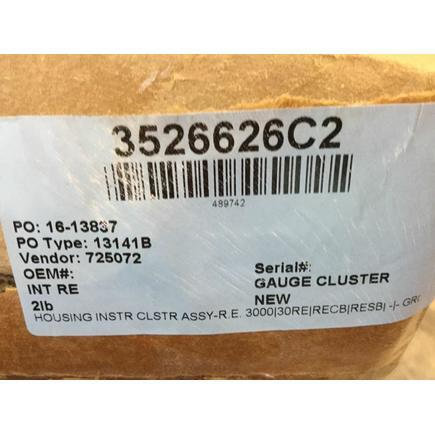 3526626C2
489742
PO: 16-13837
PO Type: 13141B
Vendor: 725072
OEM#:
Serial#:
INT RE
GAUGE CLUSTER
2lb
NEW
HOUSING INSTR CLSTR ASSY-R.E. 3000|30RE|RECB|RESB| -|- GR